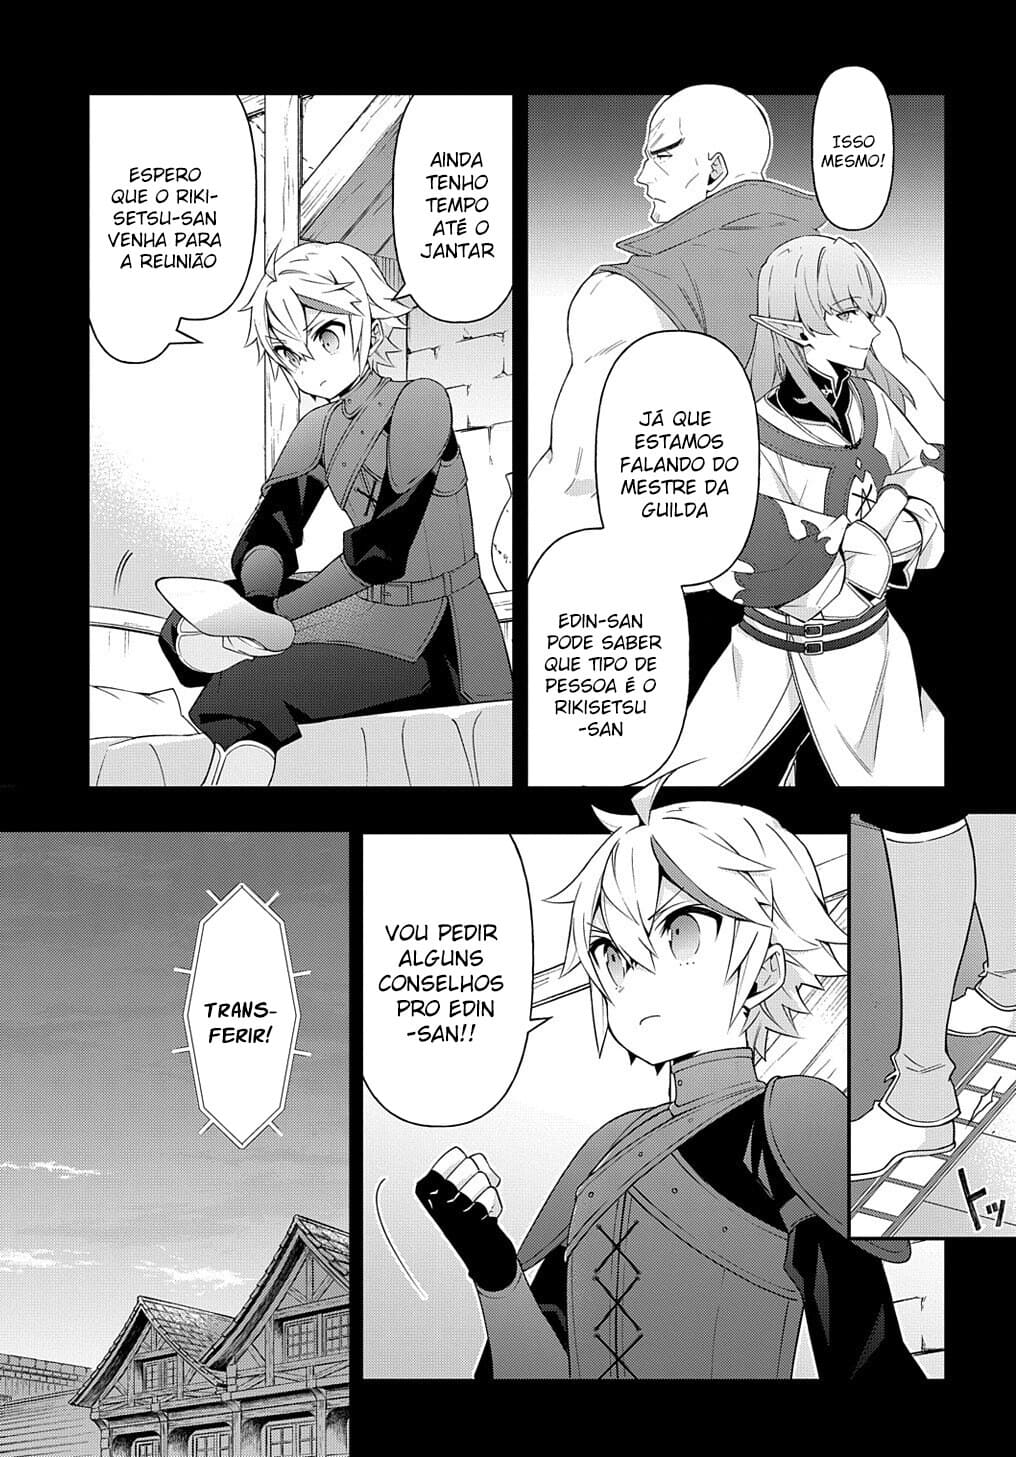 ISSO
MESMO!
JÁ QUE
ESTAMOS
FALANDO DO
MESTRE DA
GUILDA
EDIN-SAN
PODE SABER
QUE TIPO DE
PESSOA É O
RIKISETSU
-SAN
AINDA
TENHO
TEMPO
ATÉ O
JANTAR
ESPERO
QUE O RIKI-
SETSU-SAN
VENHA PARA
A REUNIÃO
トッ
VOU PEDIR
ALGUNS
CONSELHOS
PRO EDIN
-SAN!!
TRANS-
FERIR!